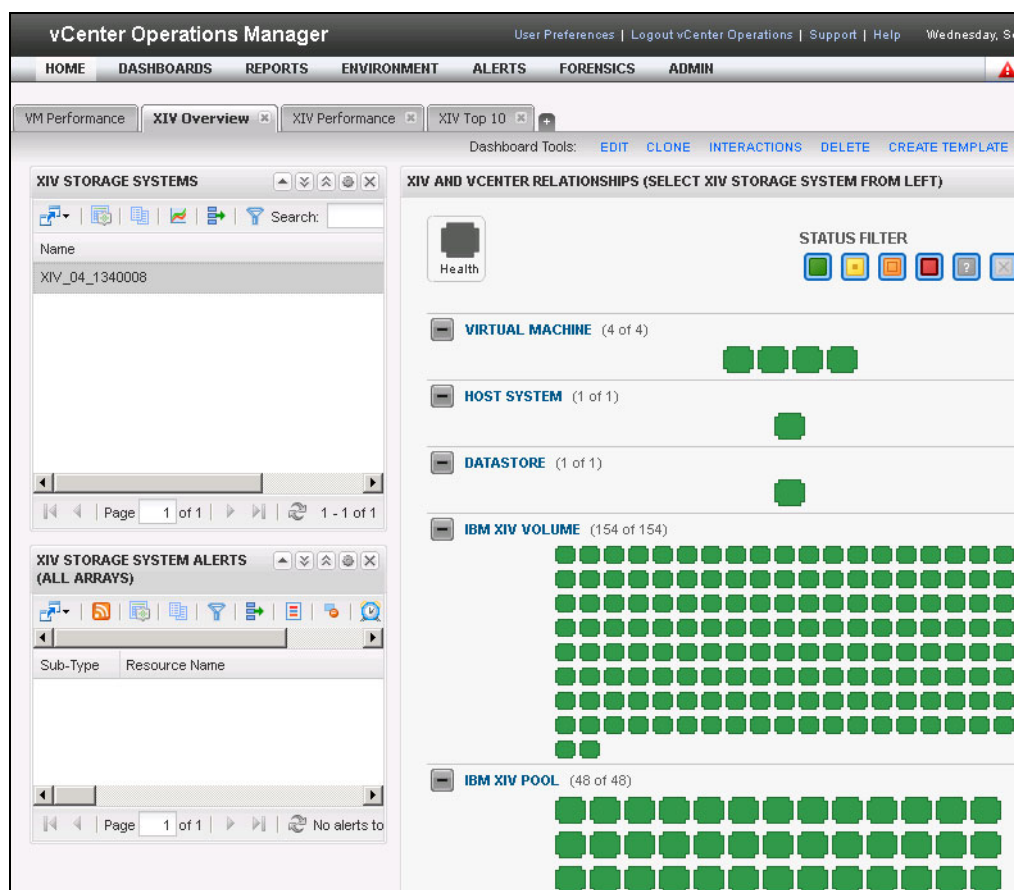 vCenter Operations Manager
User Preferences | Logout vCenter Operations | Support | Help Wednesday,
HOME DASHBOARDS REPORTS ENVIRONMENT ALERTS FORENSICS ADMIN
VM Performance XIV Overview XIV Performance XIV Top 10
Dashboard Tools: EDIT CLONE INTERACTIONS DELETE CREATE TEMPLATE
XIV STORAGE SYSTEMS
Search:
Name
XIV_04_1340008
Page 1 of 1 | 1 - 1 of 1
XIV STORAGE SYSTEM ALERTS
(ALL ARRAYS)
Sub-Type Resource Name
Page 1 of 1 | No alerts to
XIV AND VCENTER RELATIONSHIPS (SELECT XIV STORAGE SYSTEM FROM LEFT)
Health
STATUS FILTER
?
VIRTUAL MACHINE (4 of 4)
HOST SYSTEM (1 of 1)
DATASTORE (1 of 1)
IBM XIV VOLUME (154 of 154)
IBM XIV POOL (48 of 48)